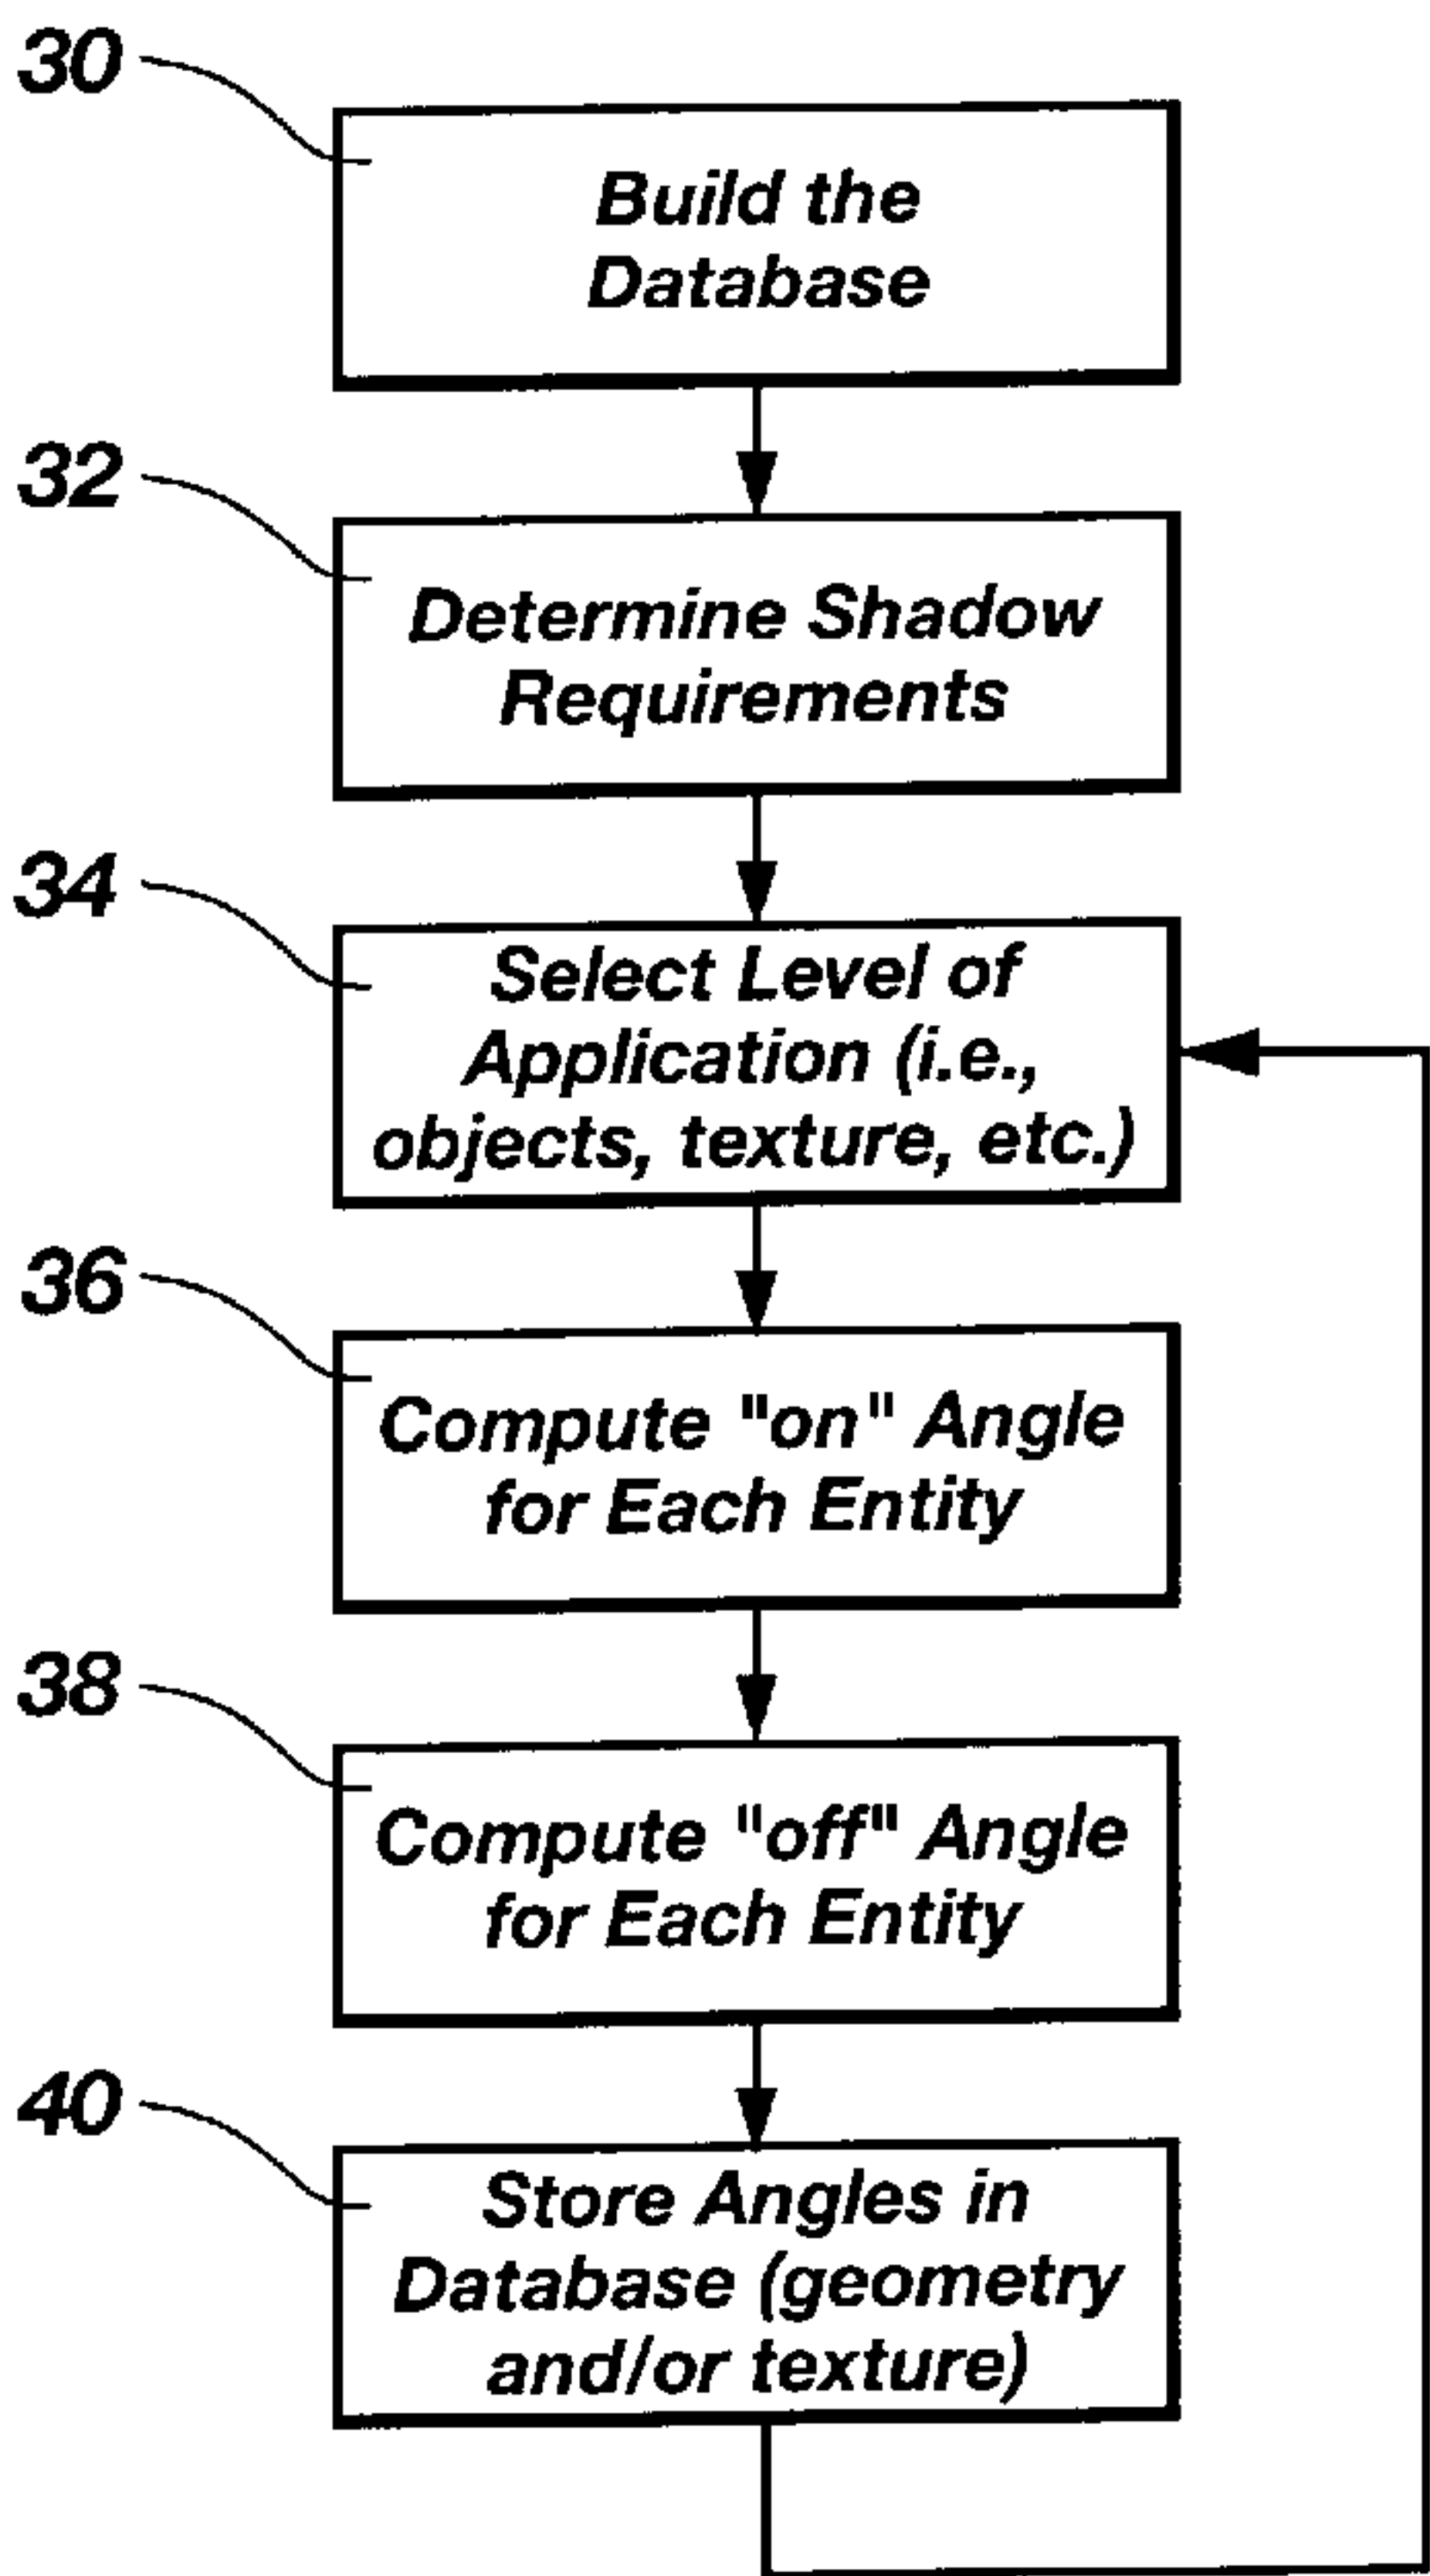 30
Build the
Database
32
Determine Shadow
Requirements
34
Select Level of
Application (i.e.,
objects, texture, etc.)
36
Compute "on" Angle
for Each Entity
38
Compute "off" Angle
for Each Entity
40
Store Angles in
Database (geometry
and/or texture)